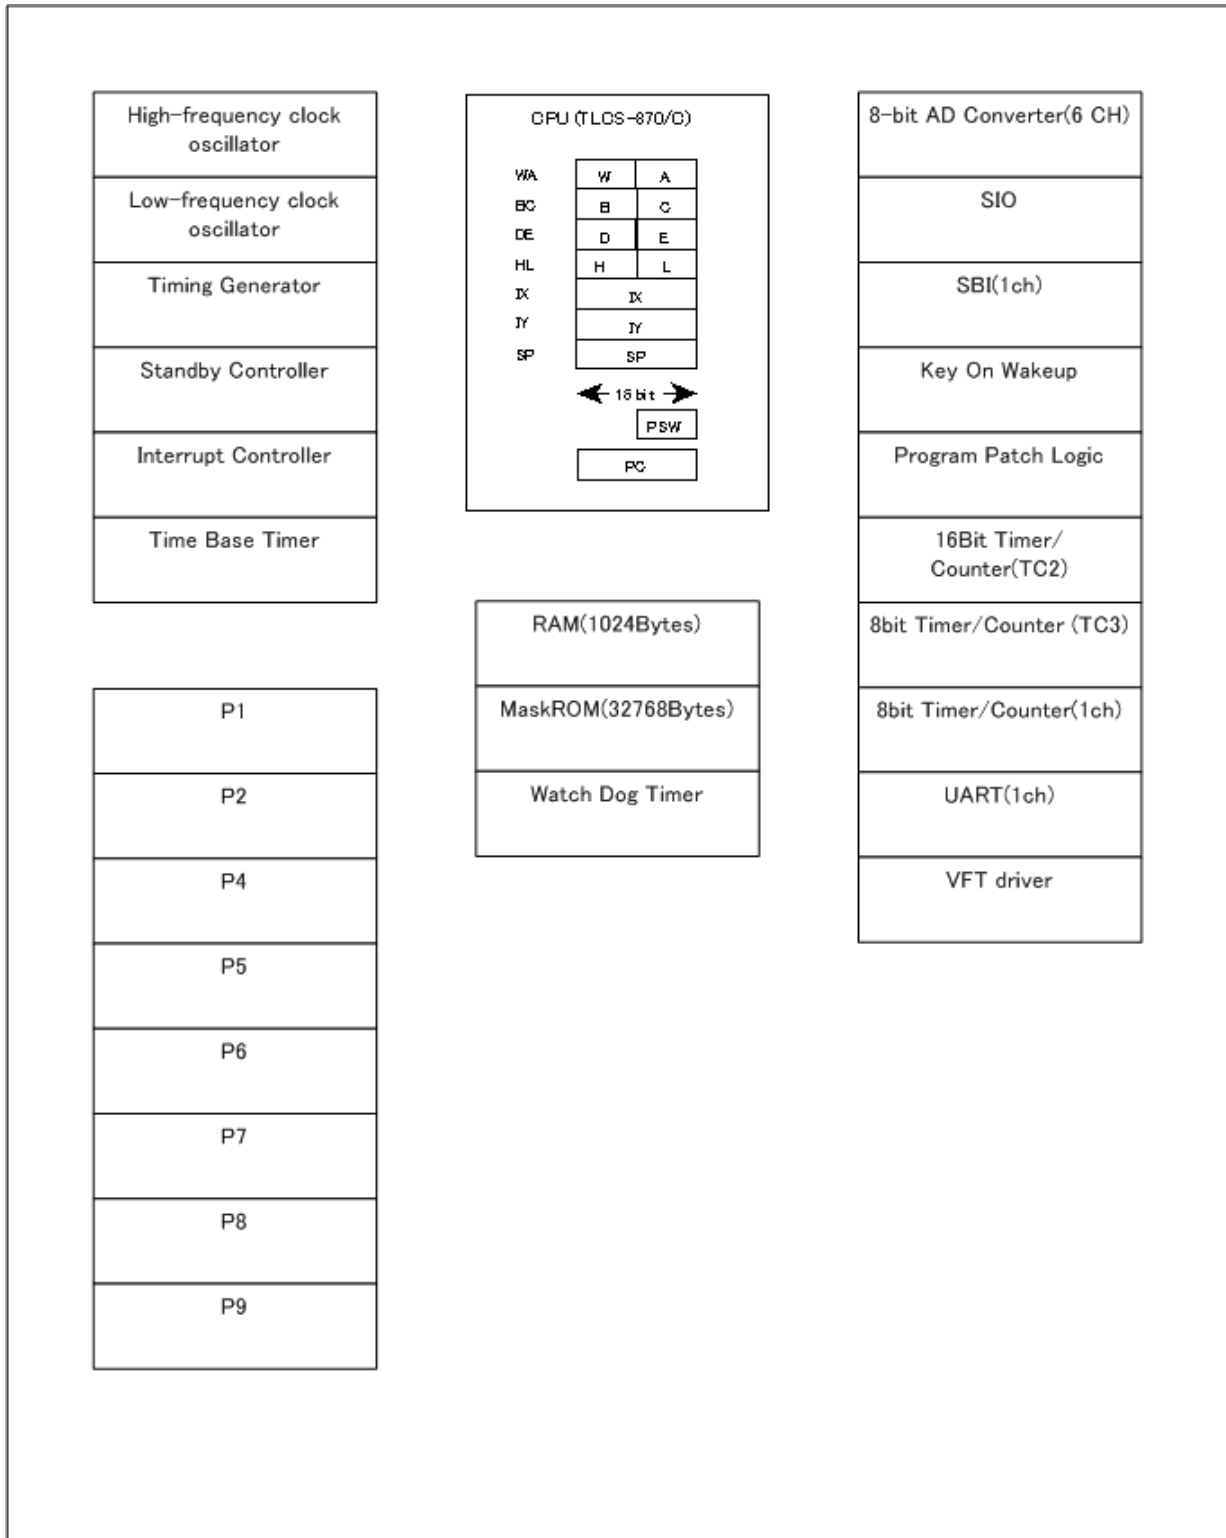 High-frequency clock
oscillator
Low-frequency clock
oscillator
Timing Generator
Standby Controller
Interrupt Controller
Time Base Timer
P1
P2
P4
P5
P6
P7
P8
P9
CPU (TLCS-870/C)
WA W A
BC B C
DE D E
HL H L
IX IX
IY IY
SP SP
16 bit
PSW
PC
RAM(1024Bytes)
MaskROM(32768Bytes)
Watch Dog Timer
8-bit AD Converter(6 CH)
SIO
SBI(1ch)
Key On Wakeup
Program Patch Logic
16Bit Timer/
Counter(TC2)
8bit Timer/Counter (TC3)
8bit Timer/Counter(1ch)
UART(1ch)
VFT driver